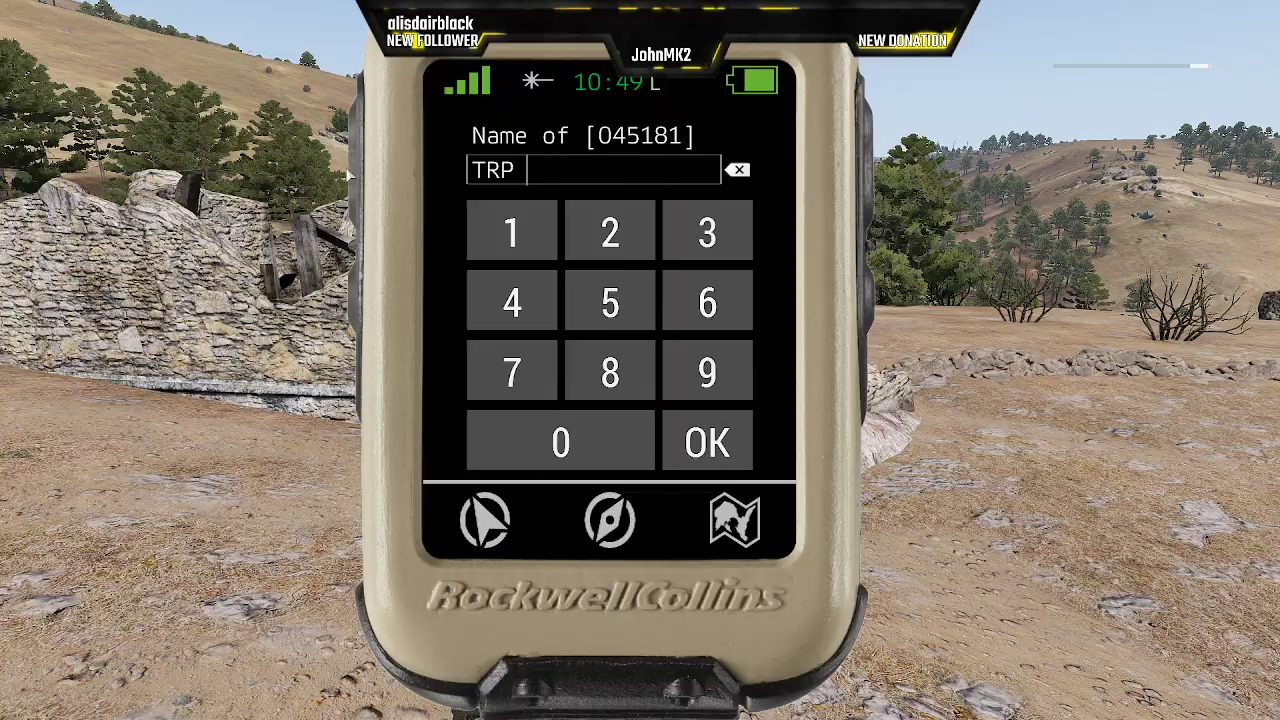 alisdairblack
NEW FOLLOWER
JohnMK2
NEW DONATION
10:49 L
Name of [045181]
TRP
1 2 3
4 5 6
7 8 9
0 OK
RockwellCollins